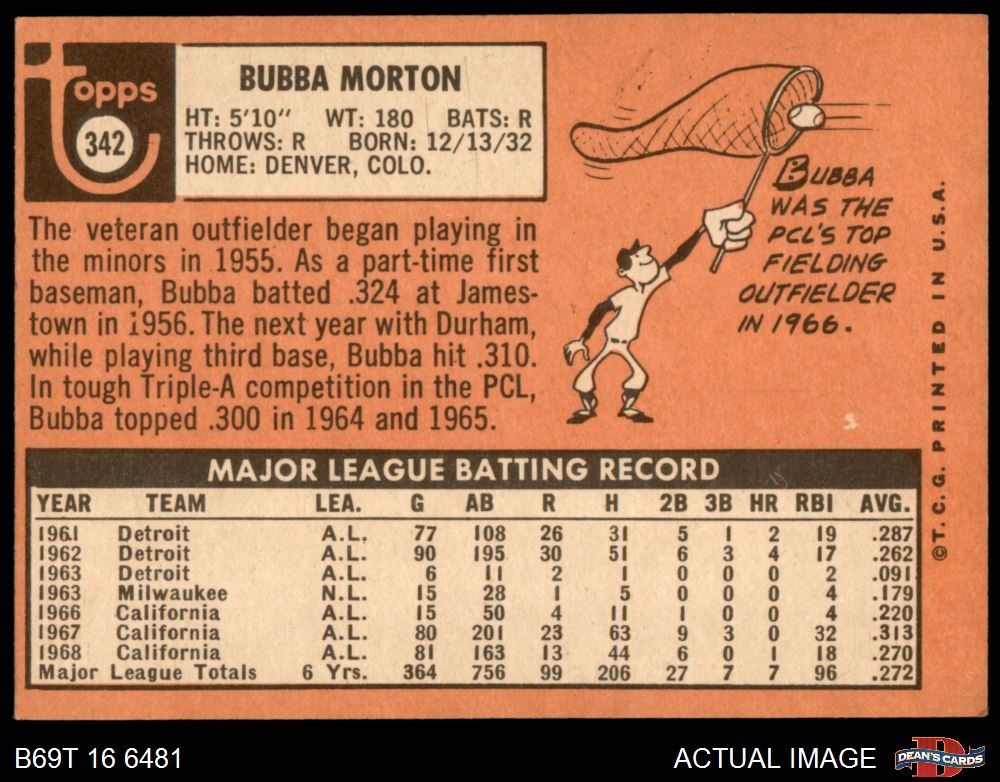 topps
342
BUBBA MORTON
HT: 5'10" WT: 180 BATS: R
THROWS: R BORN: 12/13/32
HOME: DENVER, COLO.
The veteran outfielder began playing in
the minors in 1955. As a part-time first
baseman, Bubba batted .324 at James-
town in 1956. The next year with Durham,
while playing third base, Bubba hit .310.
In tough Triple-A competition in the PCL,
Bubba topped .300 in 1964 and 1965.
BUBBA
WAS THE
PCL'S TOP
FIELDING
OUTFIELDER
IN 1966.
©T.C.G. PRINTED IN U.S.A.
MAJOR LEAGUE BATTING RECORD
YEAR TEAM LEA. G AB R H 2B 3B HR RBI AVG.
1961 Detroit A.L. 77 108 26 31 5 1 2 19 .287
1962 Detroit A.L. 90 195 30 51 6 3 4 17 .262
1963 Detroit A.L. 6 11 2 1 0 0 0 2 .091
1963 Milwaukee N.L. 15 28 1 5 0 0 0 4 .179
1966 California A.L. 15 50 4 11 1 0 0 4 .220
1967 California A.L. 80 201 23 63 9 3 0 32 .313
1968 California A.L. 81 163 13 44 6 0 1 18 .270
Major League Totals 6 Yrs. 364 756 99 206 27 7 7 96 .272
B69T 16 6481
ACTUAL IMAGE
D
DEAN'S CARDS